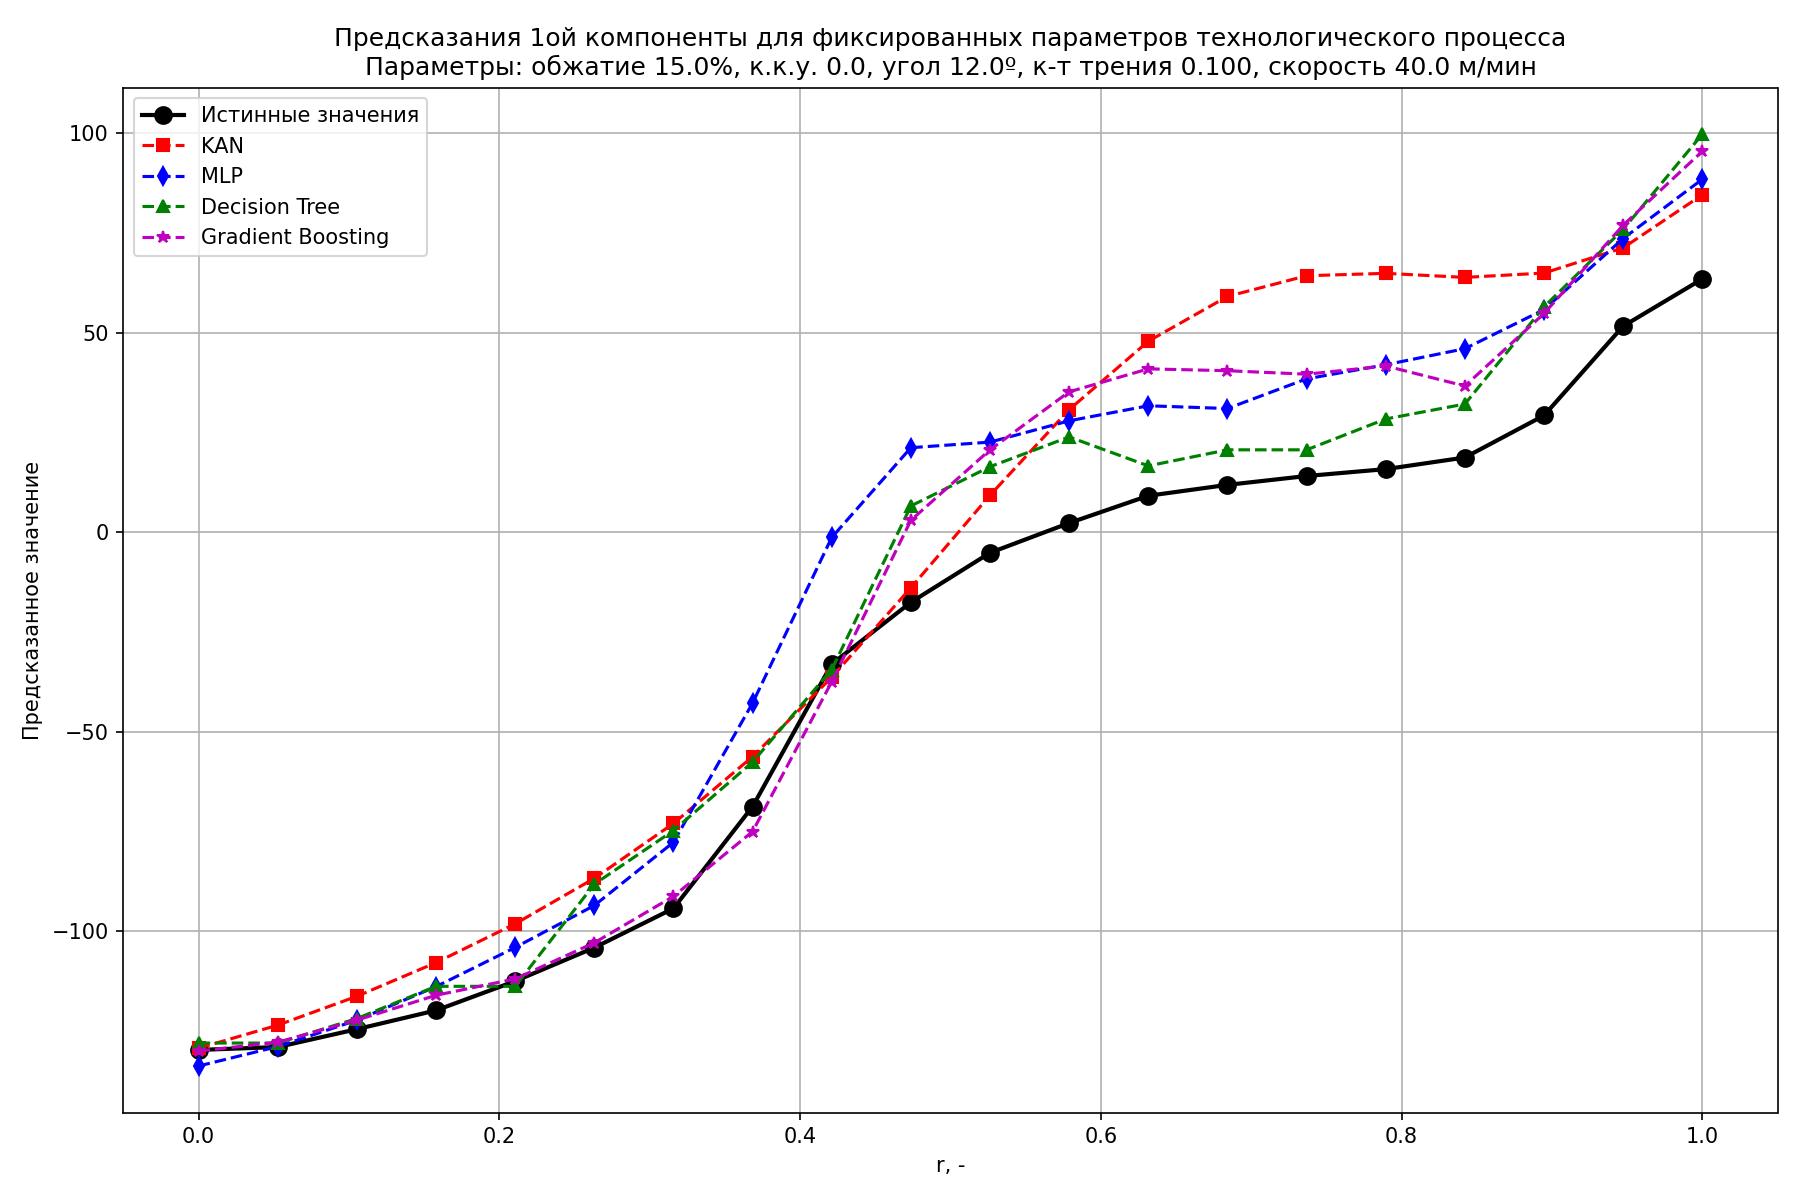 Предсказания 1ой компоненты для фиксированных параметров технологического процесса
Параметры: обжатие 15.0%, к.к.у. 0.0, угол 12.0º, к-т трения 0.100, скорость 40.0 м/мин
Истинные значения
KAN
MLP
Decision Tree
Gradient Boosting
Предсказанное значение
100
50
0
−50
−100
0.0
0.2
0.4
0.6
0.8
1.0
r, -